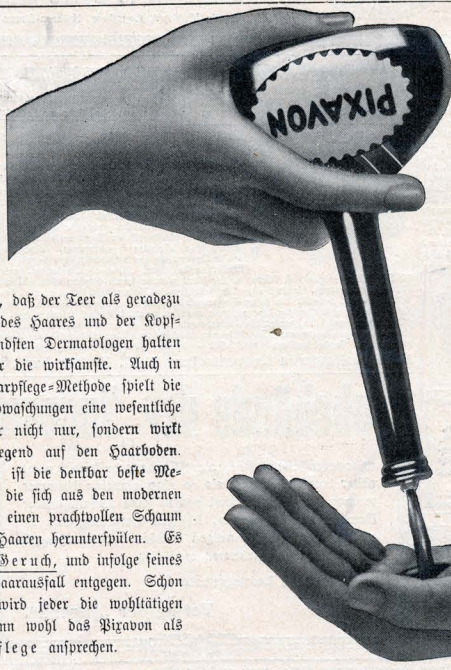 PIXAVON
, daß der Teer als geradezu
des Haares und der Kopf-
ndsten Dermatologen halten
r die wirksamste. Auch in
arpflege-Methode spielt die
bwaschungen eine wesentliche
r nicht nur, sondern wirkt
egend auf den Haarboden.
ist die denkbar beste Me-
die sich aus den modernen
einen prachtvollen Schaum
Haaren herunterspülen. Es
Geruch, und infolge seines
aarausfall entgegen. Schon
wird jeder die wohltätigen
nn wohl das Pixavon als
flege ansprechen.